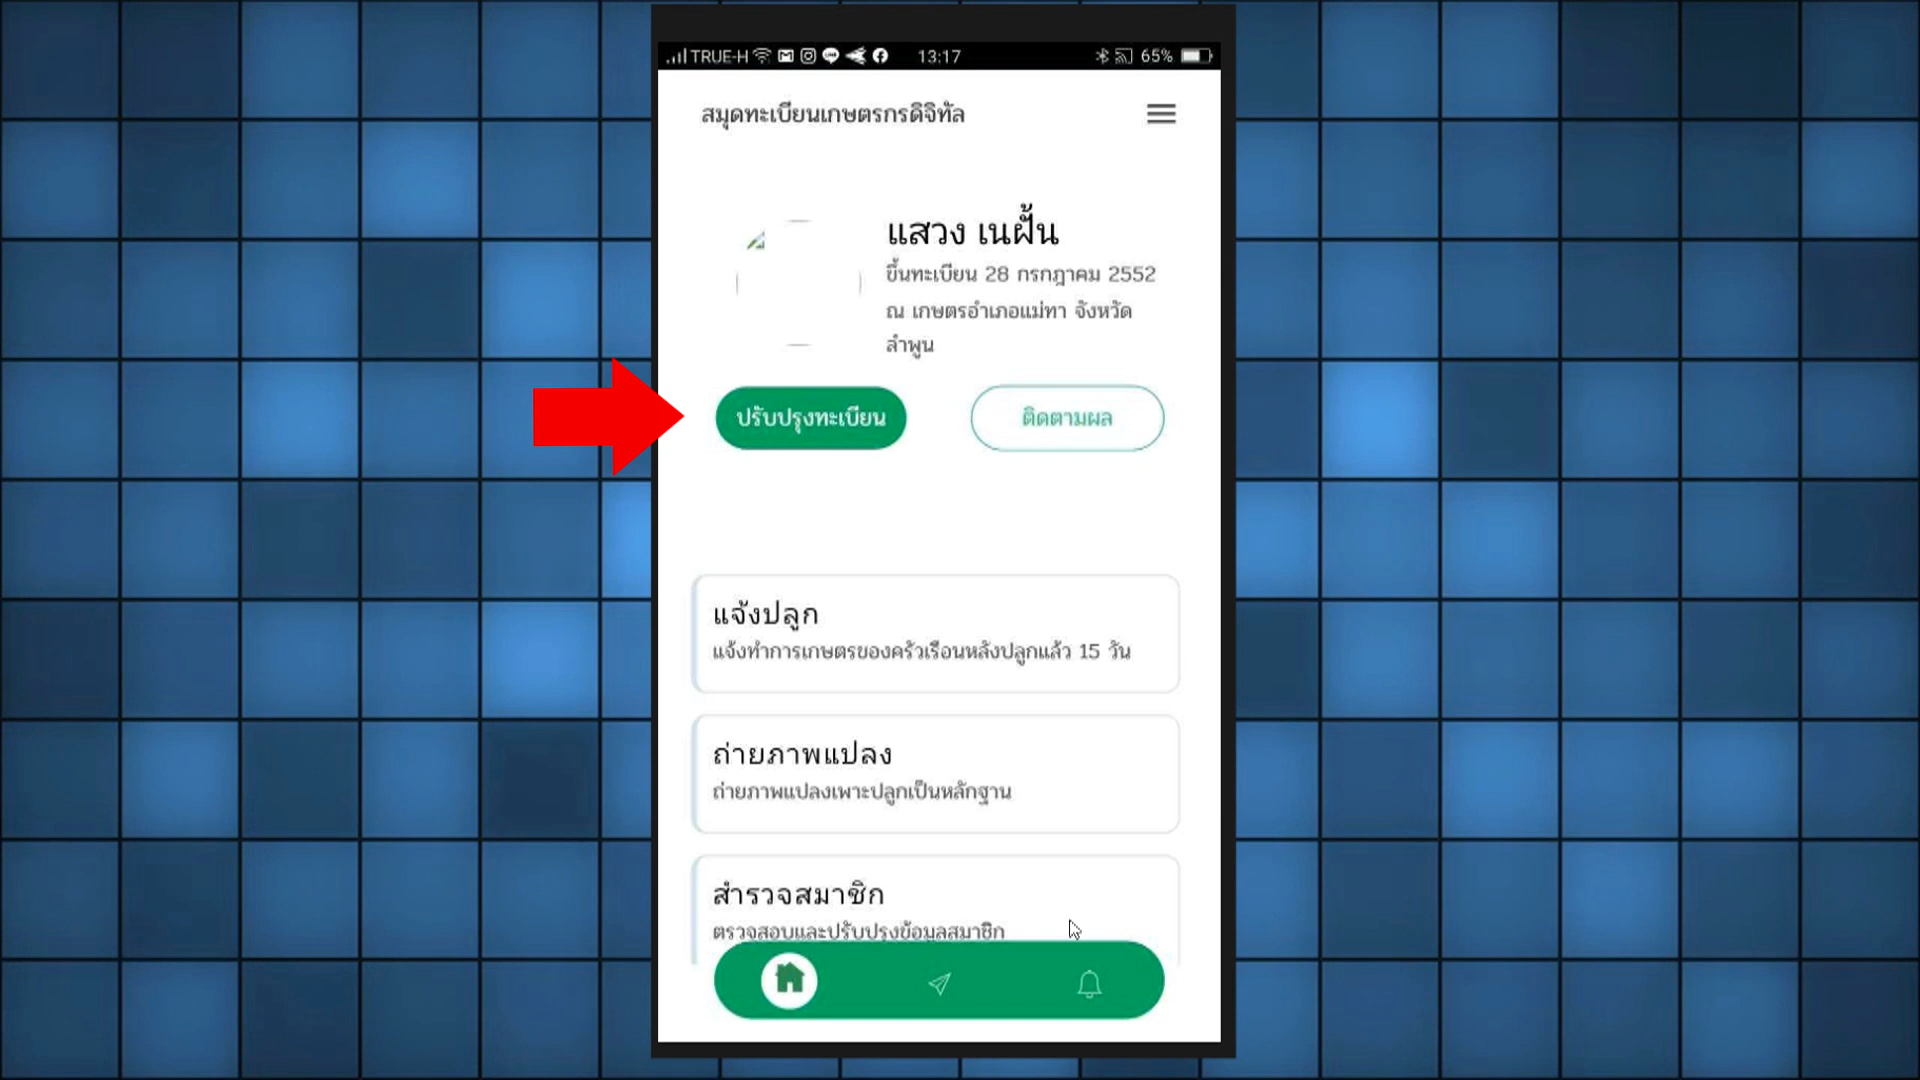 TRUE-H 13:17 65%
สมุดทะเบียนเกษตรกรดิจิทัล
แสวง เนฝั้น
ขึ้นทะเบียน 28 กรกฎาคม 2552
ณ เกษตรอำเภอแม่ทา จังหวัด
ลำพูน
ปรับปรุงทะเบียน ติดตามผล
แจ้งปลูก
แจ้งทำการเกษตรของครัวเรือนหลังปลูกแล้ว 15 วัน
ถ่ายภาพแปลง
ถ่ายภาพแปลงเพาะปลูกเป็นหลักฐาน
สำรวจสมาชิก
ตรวจสอบและปรับปรุงข้อมูลสมาชิก